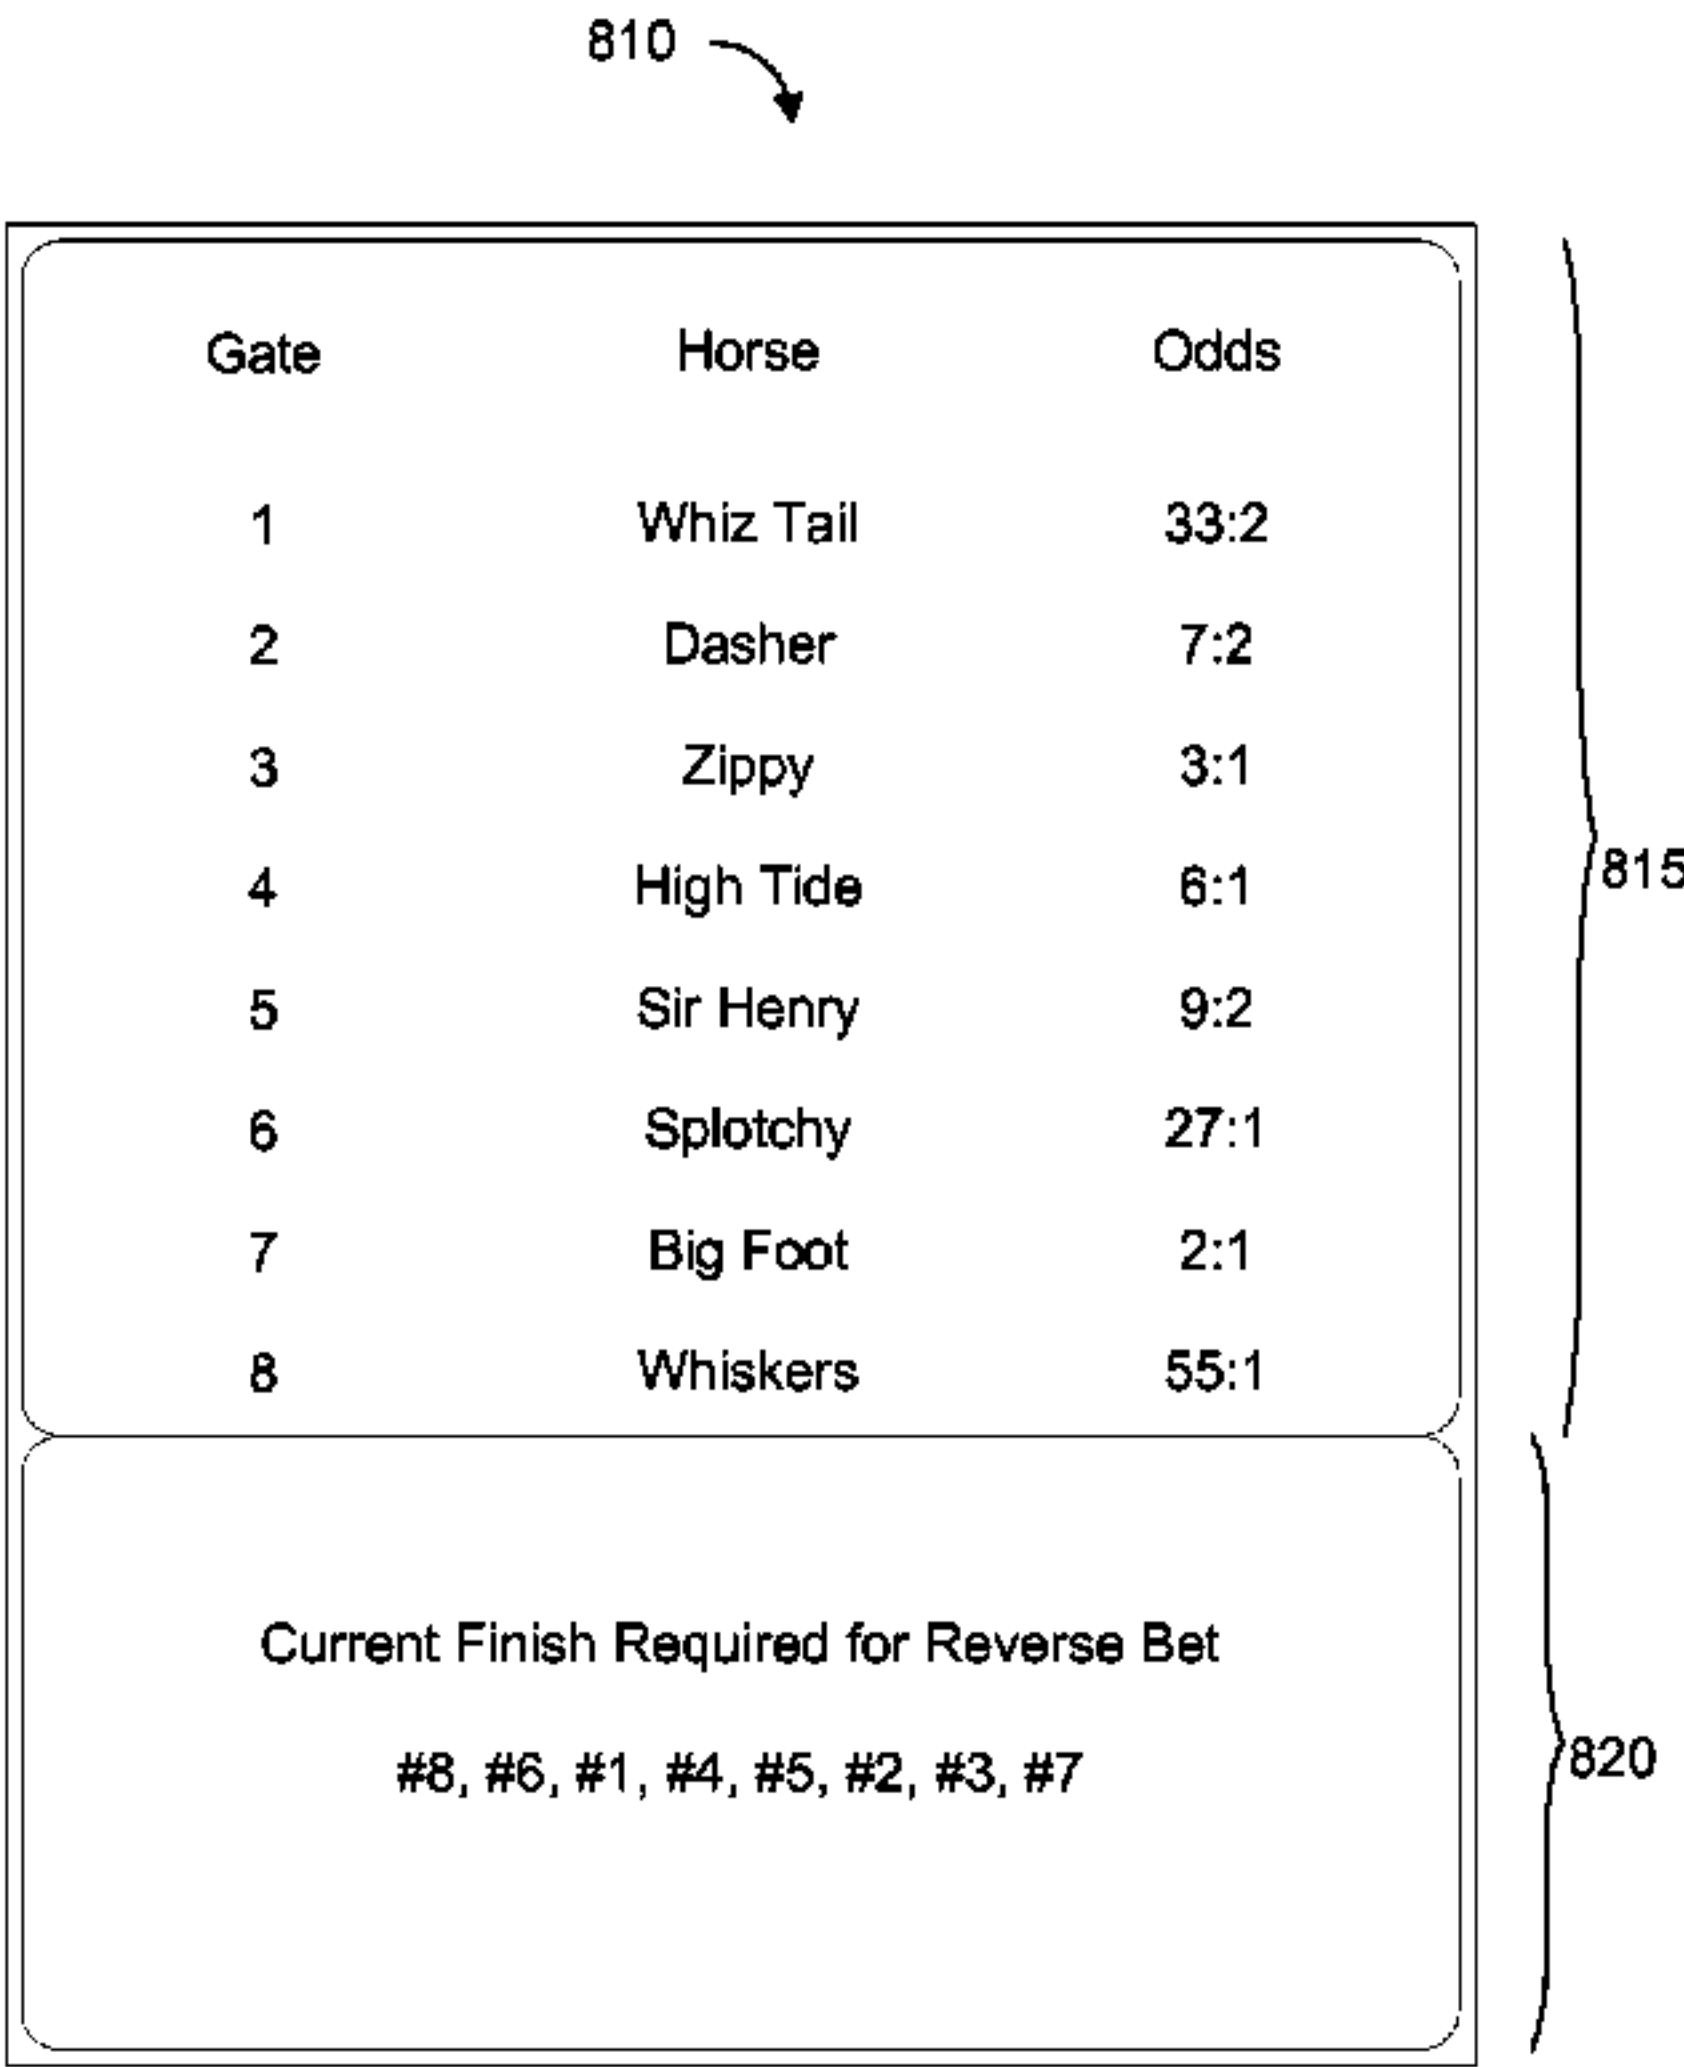 810
Gate Horse Odds
1 Whiz Tail 33:2
2 Dasher 7:2
3 Zippy 3:1
4 High Tide 6:1
5 Sir Henry 9:2
6 Splotchy 27:1
7 Big Foot 2:1
8 Whiskers 55:1
815
Current Finish Required for Reverse Bet
#8, #6, #1, #4, #5, #2, #3, #7
820